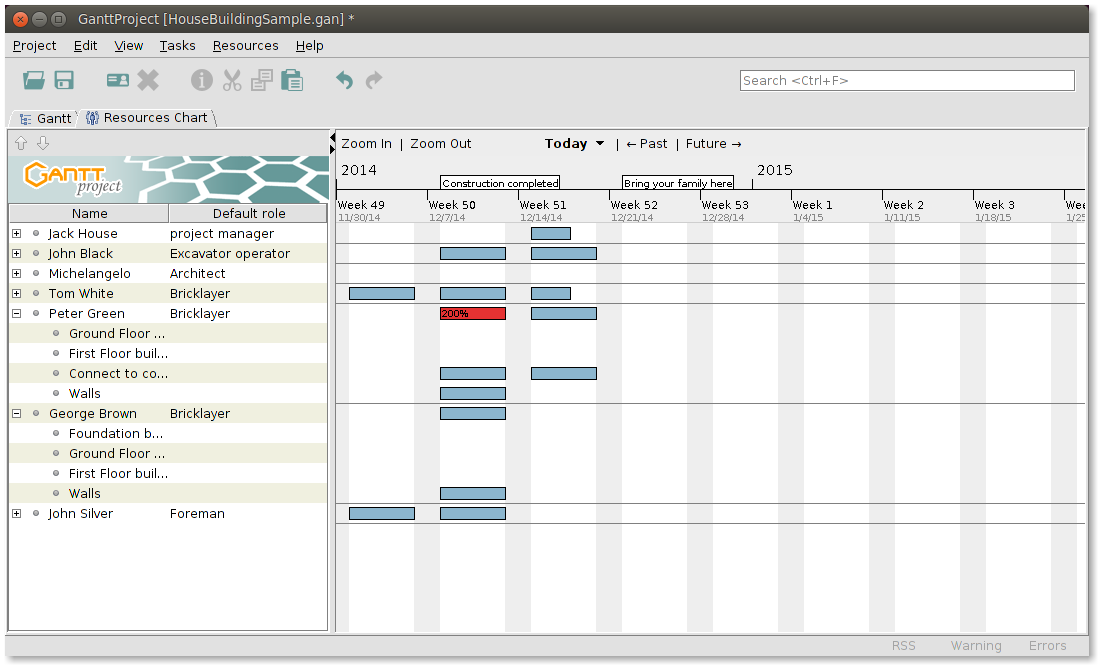 GanttProject [HouseBuildingSample.gan] *
Project Edit View Tasks Resources Help
Search <Ctrl+F>
Gantt Resources Chart
Zoom In | Zoom Out Today | ← Past | Future →
GANTT project
2014 2015
Construction completed Bring your family here
Name Default role
Week 49 Week 50 Week 51 Week 52 Week 53 Week 1 Week 2 Week 3 Wee
11/30/14 12/7/14 12/14/14 12/21/14 12/28/14 1/4/15 1/11/15 1/18/15 1/25
Jack House project manager
John Black Excavator operator
Michelangelo Architect
Tom White Bricklayer
Peter Green Bricklayer 200%
Ground Floor ...
First Floor buil...
Connect to co...
Walls
George Brown Bricklayer
Foundation b...
Ground Floor ...
First Floor buil...
Walls
John Silver Foreman
RSS Warning Errors